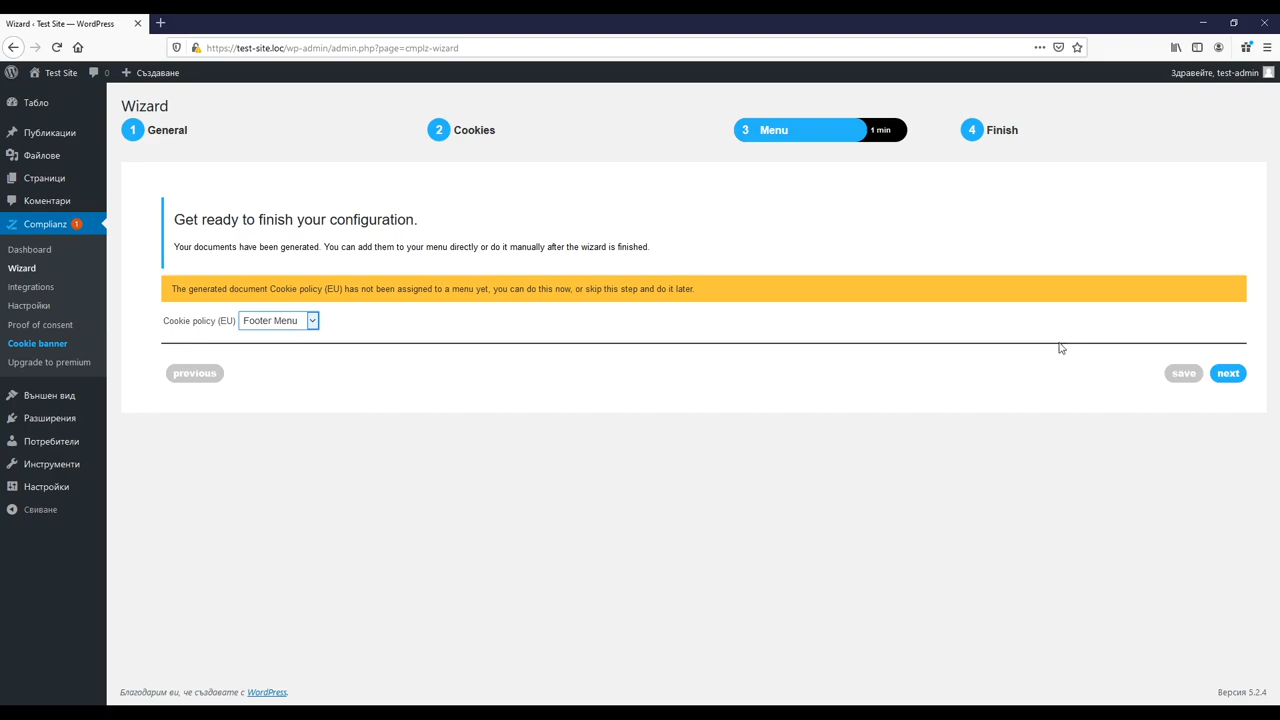 Wizard ‹ Test Site — WordPress
https://test-site.loc/wp-admin/admin.php?page=cmplz-wizard
Test Site
0
Създаване
Здравейте, test-admin
Табло
Публикации
Файлове
Страници
Коментари
Complianz 1
Dashboard
Wizard
Integrations
Настройки
Proof of consent
Cookie banner
Upgrade to premium
Външен вид
Разширения
Потребители
Инструменти
Настройки
Свиване
Wizard
1 General
2 Cookies
3 Menu 1 min
4 Finish
Get ready to finish your configuration.
Your documents have been generated. You can add them to your menu directly or do it manually after the wizard is finished.
The generated document Cookie policy (EU) has not been assigned to a menu yet, you can do this now, or skip this step and do it later.
Cookie policy (EU) Footer Menu
previous
save
next
Благодарим ви, че създавате с WordPress.
Версия 5.2.4